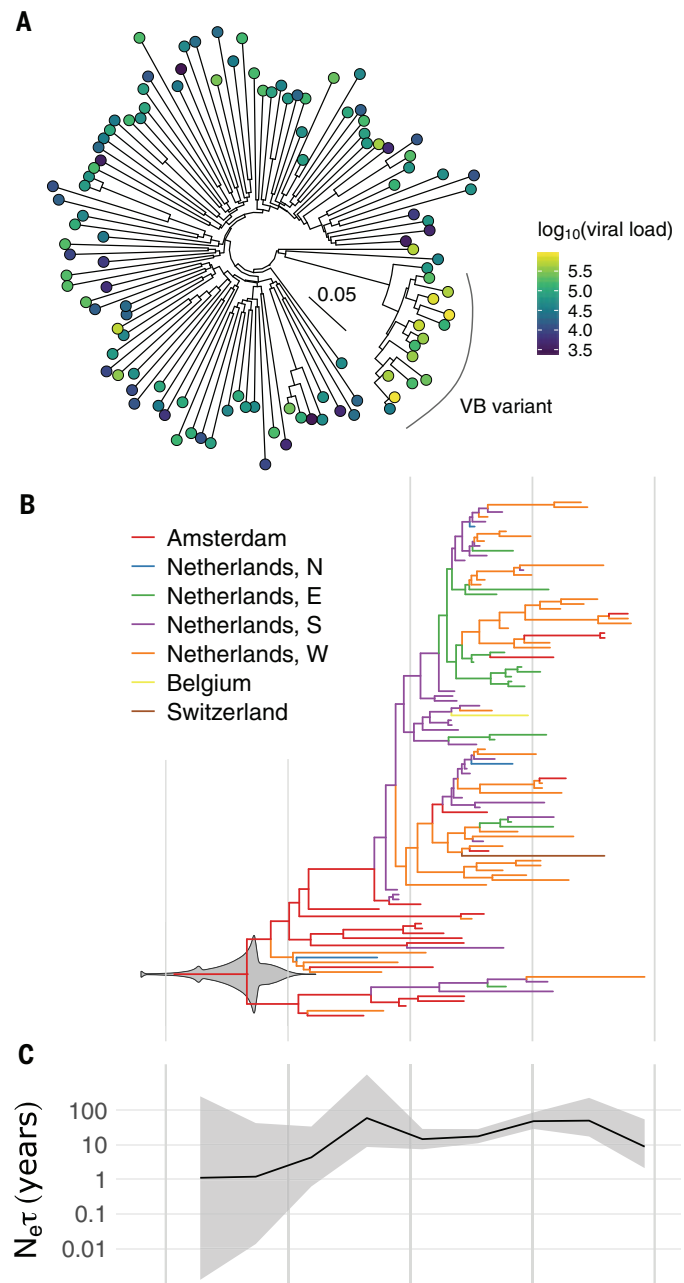 A
log10(viral load)
5.5
5.0
4.5
4.0
3.5
0.05
VB variant
B
Amsterdam
Netherlands, N
Netherlands, E
Netherlands, S
Netherlands, W
Belgium
Switzerland
C
Neτ (years)
100
10
1
0.1
0.01